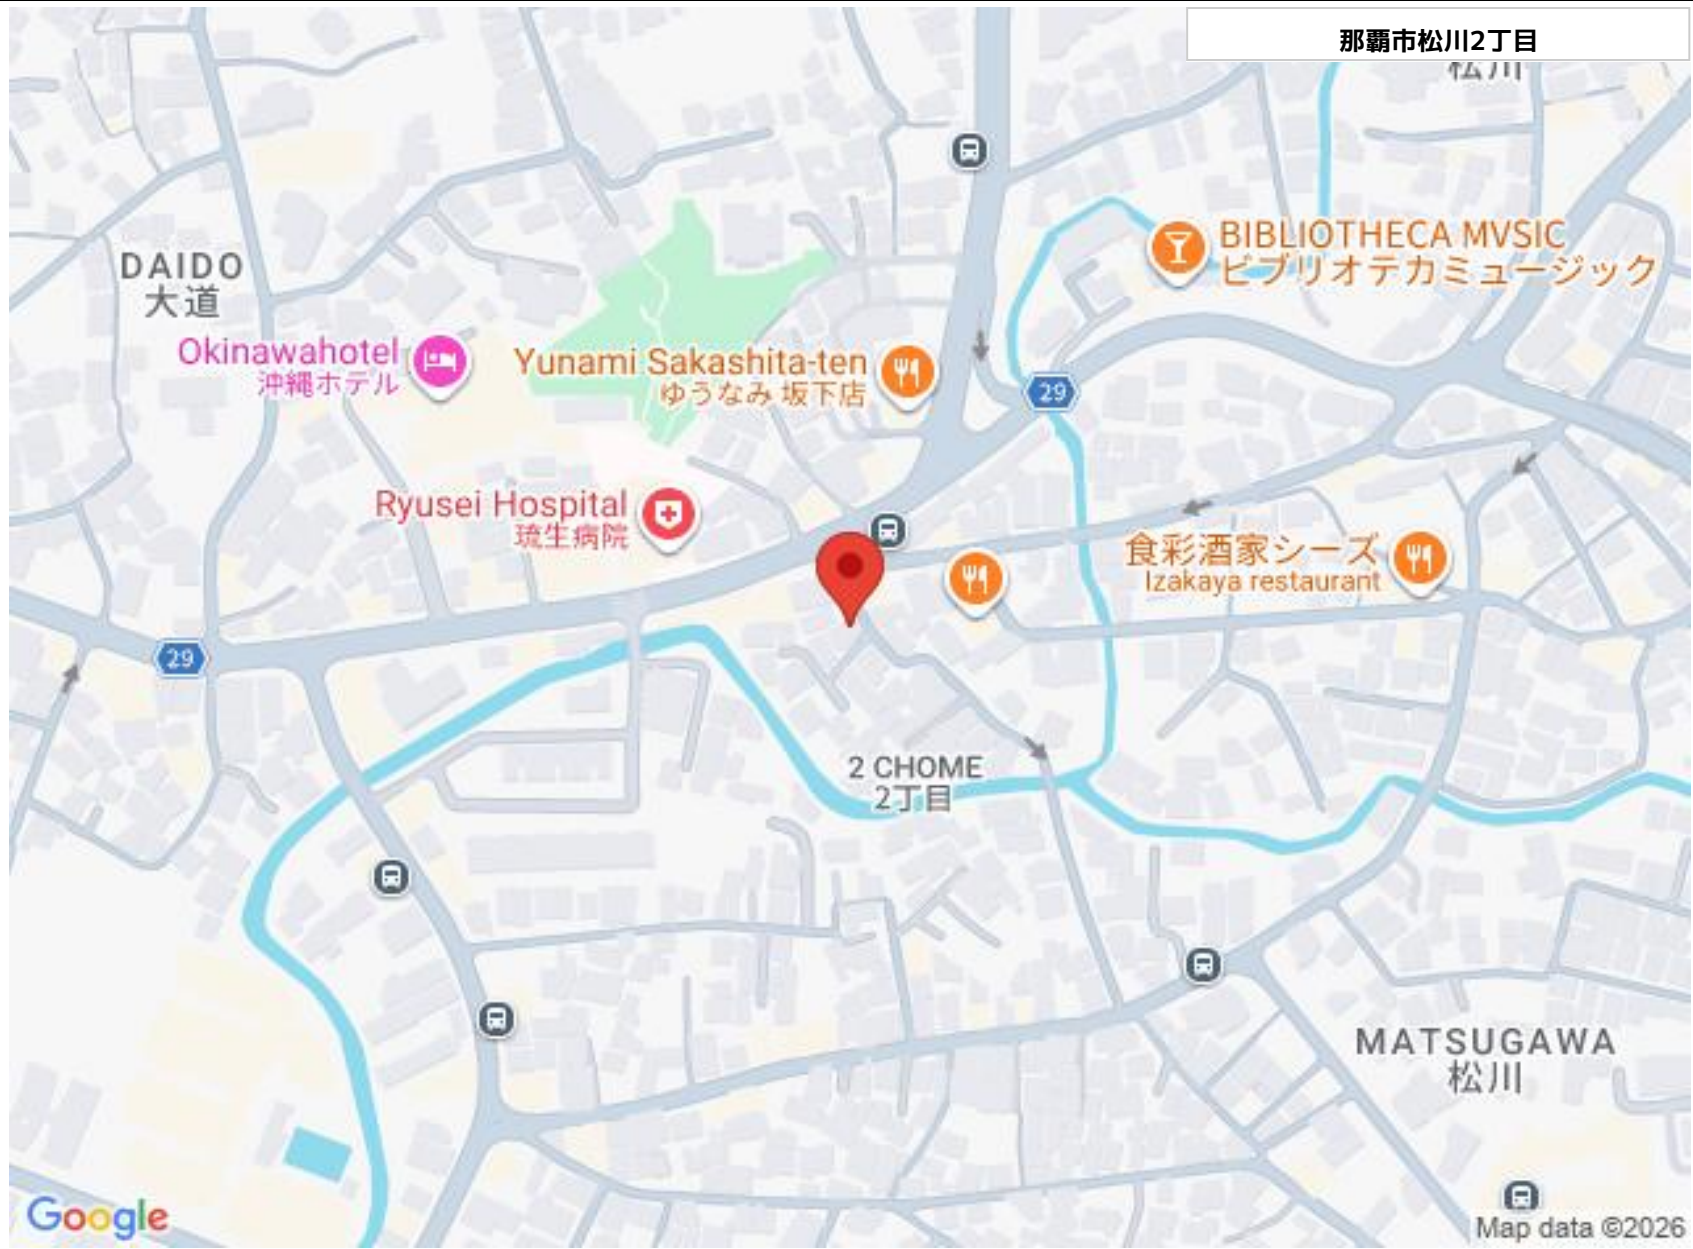 那覇市松川2丁目
松川
BIBLIOTHECA MVSIC
ビブリオテカミュージック
DAIDO
大道
Okinawahotel
沖縄ホテル
Yunami Sakashita-ten
ゆうなみ 坂下店
29
Ryusei Hospital
琉生病院
食彩酒家シーズ
Izakaya restaurant
29
2 CHOME
2丁目
MATSUGAWA
松川
Google
Map data ©2026